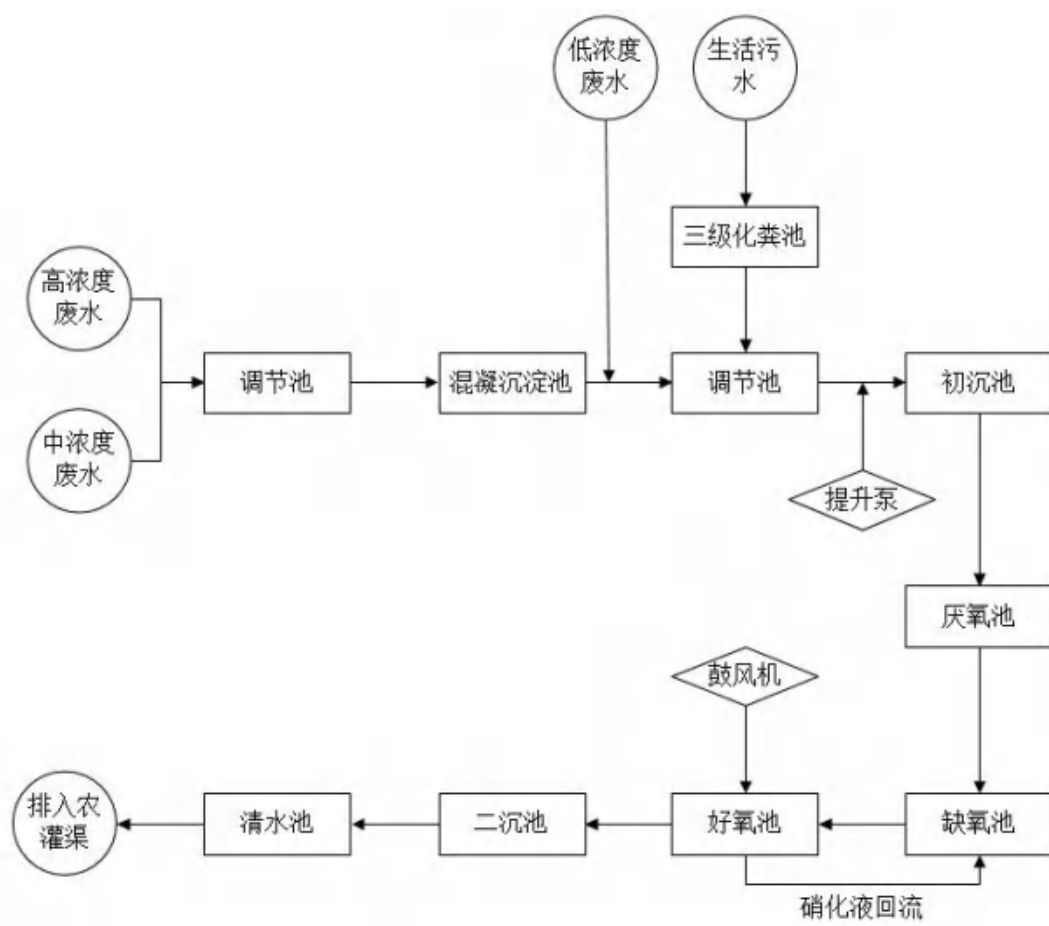 低浓度
废水
生活污
水
三级化粪池
高浓度
废水
中浓度
废水
调节池
混凝沉淀池
调节池
初沉池
提升泵
厌氧池
鼓风机
排入农
灌渠
清水池
二沉池
好氧池
缺氧池
硝化液回流